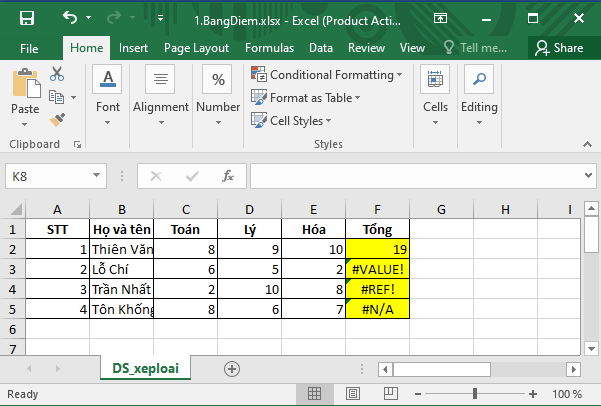 1.BangDiem.xlsx - Excel (Product Acti...
File Home Insert Page Layout Formulas Data Review View Tell me... Share
Paste
Font
Alignment
%
Number
Conditional Formatting
Format as Table
Cell Styles
Cells
Editing
Clipboard
Styles
K8
fx
A B C D E F G H I
1 STT Họ và tên Toán Lý Hóa Tổng
2 1 Thiên Văn 8 9 10 19
3 2 Lỗ Chí 6 5 2 #VALUE!
4 3 Trần Nhất 2 10 8 #REF!
5 4 Tôn Khống 8 6 7 #N/A
6
7
DS_xeploai
Ready
100 %